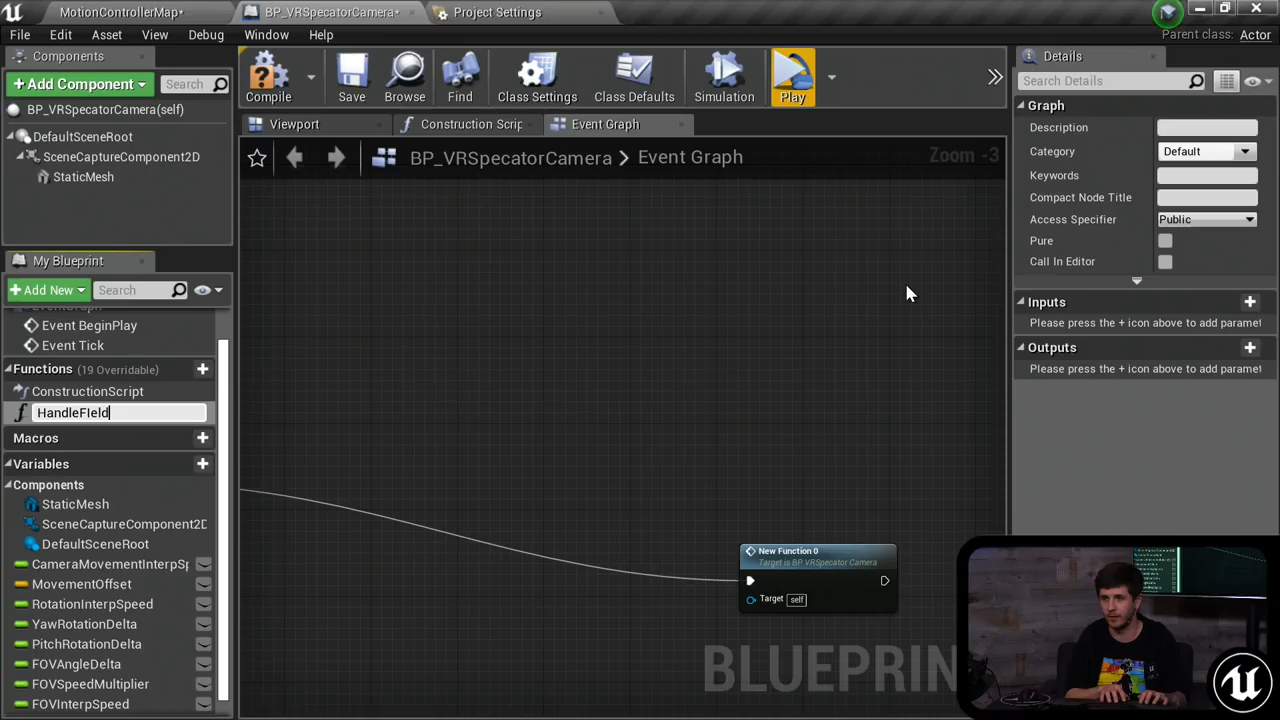 MotionControllerMap*
BP_VRSpecatorCamera*
Project Settings
File Edit Asset View Debug Window Help
Parent class: Actor
Components
Details
+ Add Component
Search
Compile
Save
Browse
Find
Class Settings
Class Defaults
Simulation
Play
Search Details
BP_VRSpecatorCamera(self)
DefaultSceneRoot
SceneCaptureComponent2D
StaticMesh
Viewport
Construction Scrip
Event Graph
BP_VRSpecatorCamera > Event Graph
Zoom -3
Graph
Description
Category Default
Keywords
Compact Node Title
Access Specifier Public
Pure
Call In Editor
My Blueprint
+ Add New
Search
EventGraph
Event BeginPlay
Event Tick
Functions (19 Overridable)
ConstructionScript
HandleFIeld
Macros
Variables
Components
StaticMesh
SceneCaptureComponent2D
DefaultSceneRoot
ContentInterpSp
MovementOffset
RotationInterpSpeed
YawRotationDelta
PitchRotationDelta
FOVAngleDelta
FOVSpeedMultiplier
FOVInterpSpeed
Inputs
Please press the + icon above to add paramet
Outputs
Please press the + icon above to add paramet
New Function 0
Target is BP VRSpecator Camera
Target self
BLUEPRIN